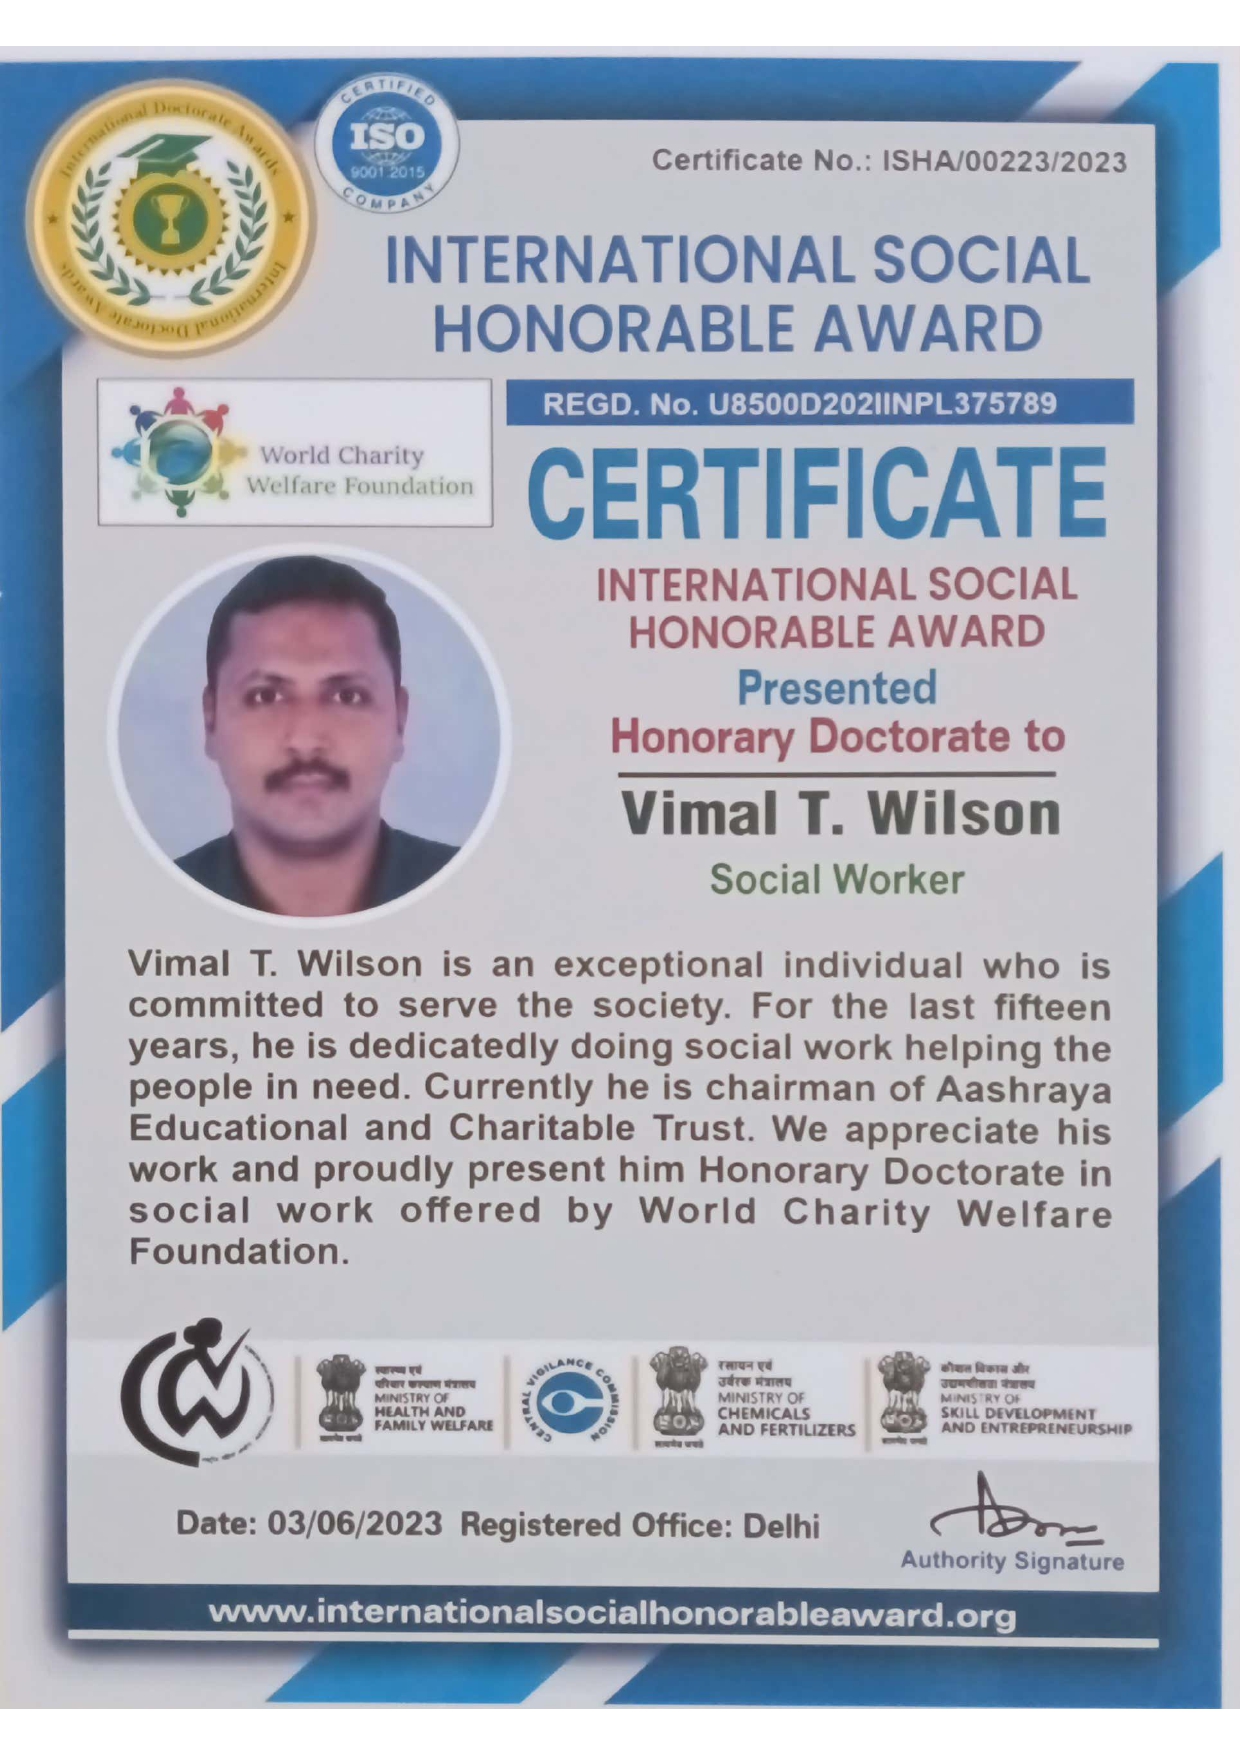 International Doctorate Awards
International Doctorate Awards
CERTIFIED
ISO
9001:2015
COMPANY
Certificate No.: ISHA/00223/2023
INTERNATIONAL SOCIAL
HONORABLE AWARD
REGD. No. U8500D202IINPL375789
World Charity
Welfare Foundation
CERTIFICATE
INTERNATIONAL SOCIAL
HONORABLE AWARD
Presented
Honorary Doctorate to
Vimal T. Wilson
Social Worker
Vimal T. Wilson is an exceptional individual who is
committed to serve the society. For the last fifteen
years, he is dedicatedly doing social work helping the
people in need. Currently he is chairman of Aashraya
Educational and Charitable Trust. We appreciate his
work and proudly present him Honorary Doctorate in
social work offered by World Charity Welfare
Foundation.
स्वास्थ्य एवं
परिवार कल्याण मंत्रालय
MINISTRY OF
HEALTH AND
FAMILY WELFARE
CENTRAL VIGILANCE COMMISSION
रसायन एवं
उर्वरक मंत्रालय
MINISTRY OF
CHEMICALS
AND FERTILIZERS
कौशल विकास और
उद्यमशीलता मंत्रालय
MINISTRY OF
SKILL DEVELOPMENT
AND ENTREPRENEURSHIP
Date: 03/06/2023 Registered Office: Delhi
Authority Signature
www.internationalsocialhonorableaward.org